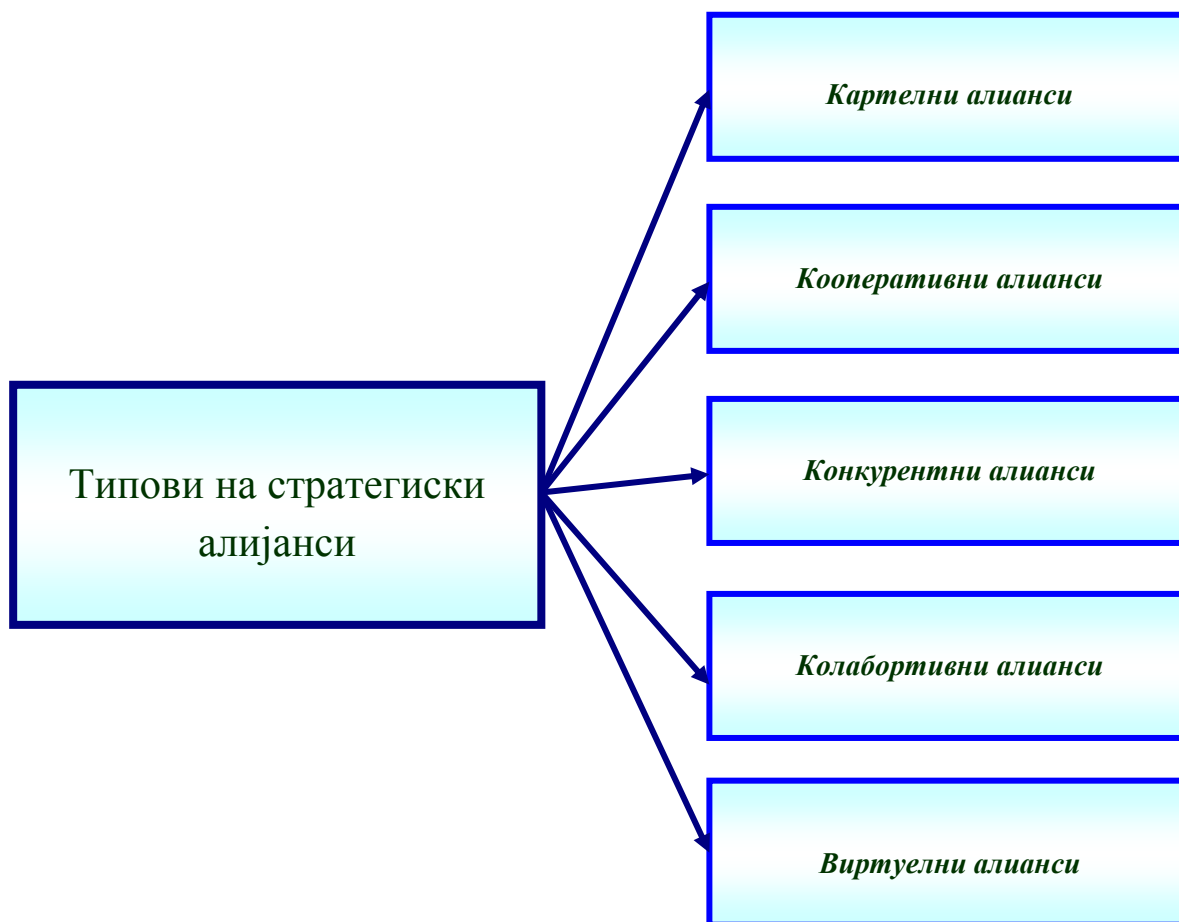 Картелни алианси
Кооперативни алианси
Типови на стратегиски
алијанси
Конкурентни алианси
Колабортивни алианси
Виртуелни алианси